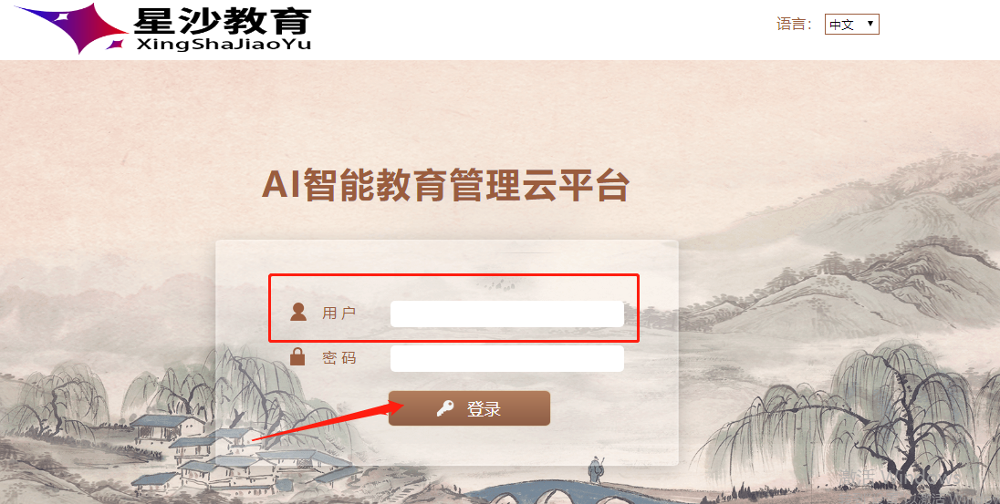 星沙教育
XingShaJiaoYu
语言：
中文
AI智能教育管理云平台
用 户
密 码
登录